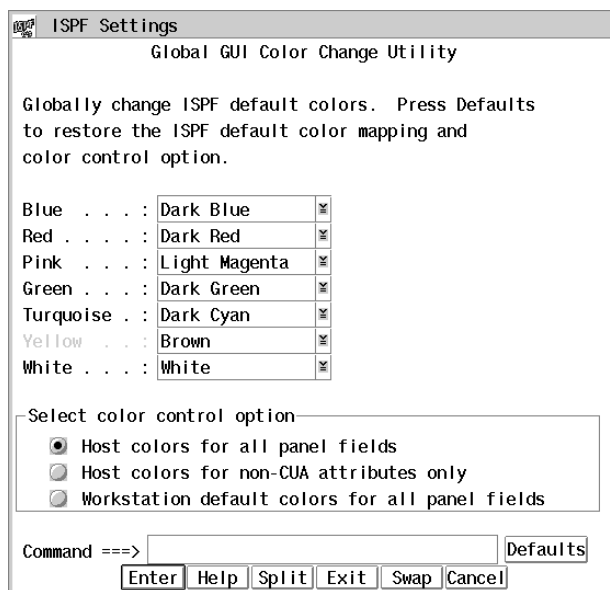 ISPF Settings
Global GUI Color Change Utility
Globally change ISPF default colors. Press Defaults
to restore the ISPF default color mapping and
color control option.
Blue . . . : Dark Blue
Red . . . . : Dark Red
Pink . . . : Light Magenta
Green . . . : Dark Green
Turquoise . : Dark Cyan
Yellow . . : Brown
White . . . : White
Select color control option
Host colors for all panel fields
Host colors for non-CUA attributes only
Workstation default colors for all panel fields
Command ===> Defaults
Enter Help Split Exit Swap Cancel